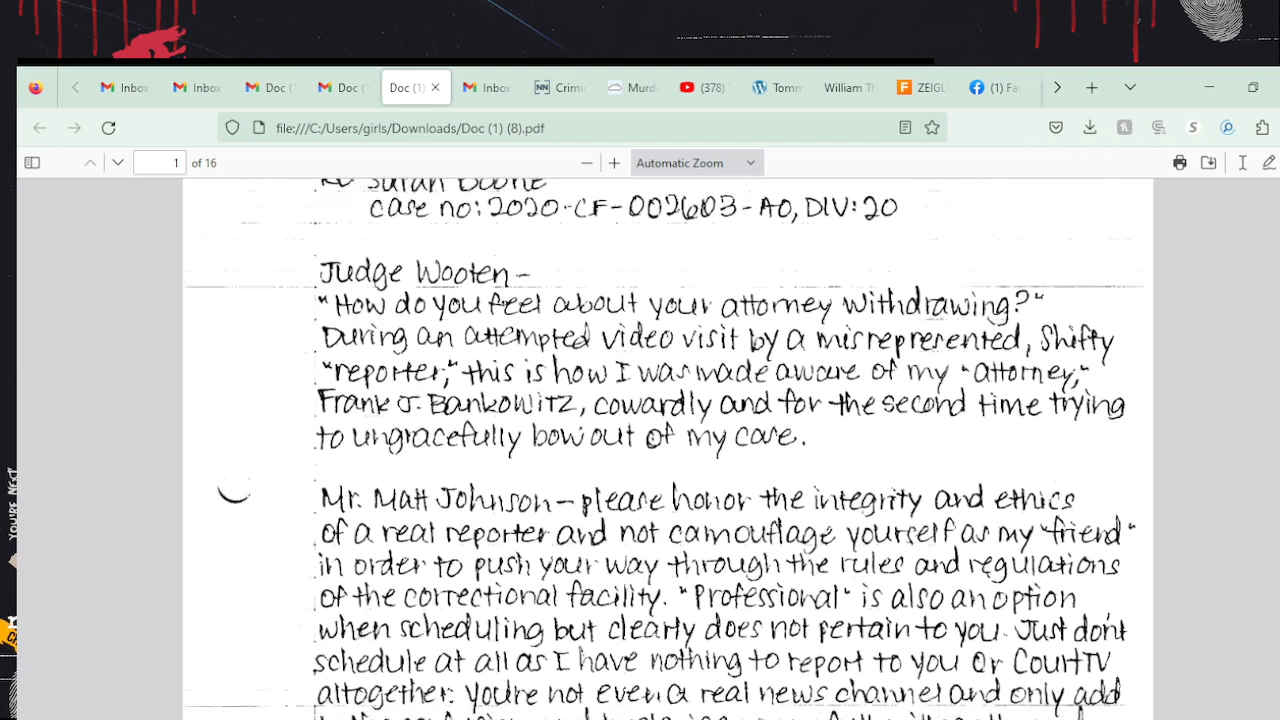 YOU'RE NEXT
Inbox
Inbox
Doc (
Doc (
Doc (1)
Inbox
Crimi
Murd
(378)
Tomm
William Th
ZEIGL
(1) Fa
file:///C:/Users/girls/Downloads/Doc (1) (8).pdf
1 of 16
Automatic Zoom
Re Sarah Boone
case no: 2020-CF-002603-A0, DIV: 20
Judge Wooten –
"How do you feel about your attorney withdrawing?"
During an attempted video visit by a misrepresented, shifty
"reporter," this is how I was made aware of my "attorney,"
Frank J. Bankowitz, cowardly and for the second time trying
to ungracefully bow out of my case.
Mr. Matt Johnson – please honor the integrity and ethics
of a real reporter and not camouflage yourself as my "friend"
in order to push your way through the rules and regulations
of the correctional facility. "Professional" is also an option
when scheduling but clearly does not pertain to you. Just don't
schedule at all as I have nothing to report to you or CourtTV
altogether. You're not even a real news channel and only add